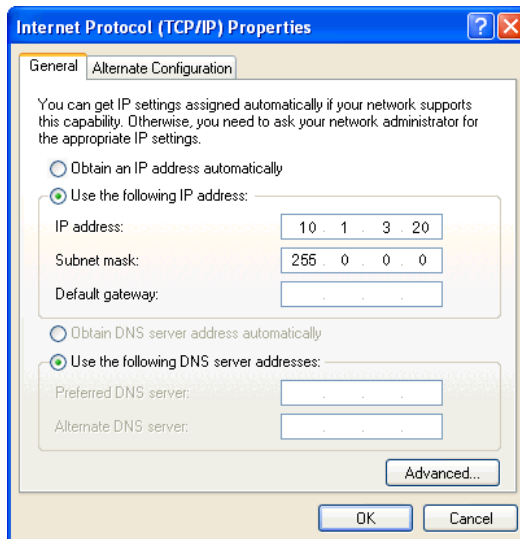 Internet Protocol (TCP/IP) Properties
General
Alternate Configuration
You can get IP settings assigned automatically if your network supports
this capability. Otherwise, you need to ask your network administrator for
the appropriate IP settings.
Obtain an IP address automatically
Use the following IP address:
IP address: 10 . 1 . 3 . 20
Subnet mask: 255 . 0 . 0 . 0
Default gateway: . . .
Obtain DNS server address automatically
Use the following DNS server addresses:
Preferred DNS server: . . .
Alternate DNS server: . . .
Advanced...
OK Cancel